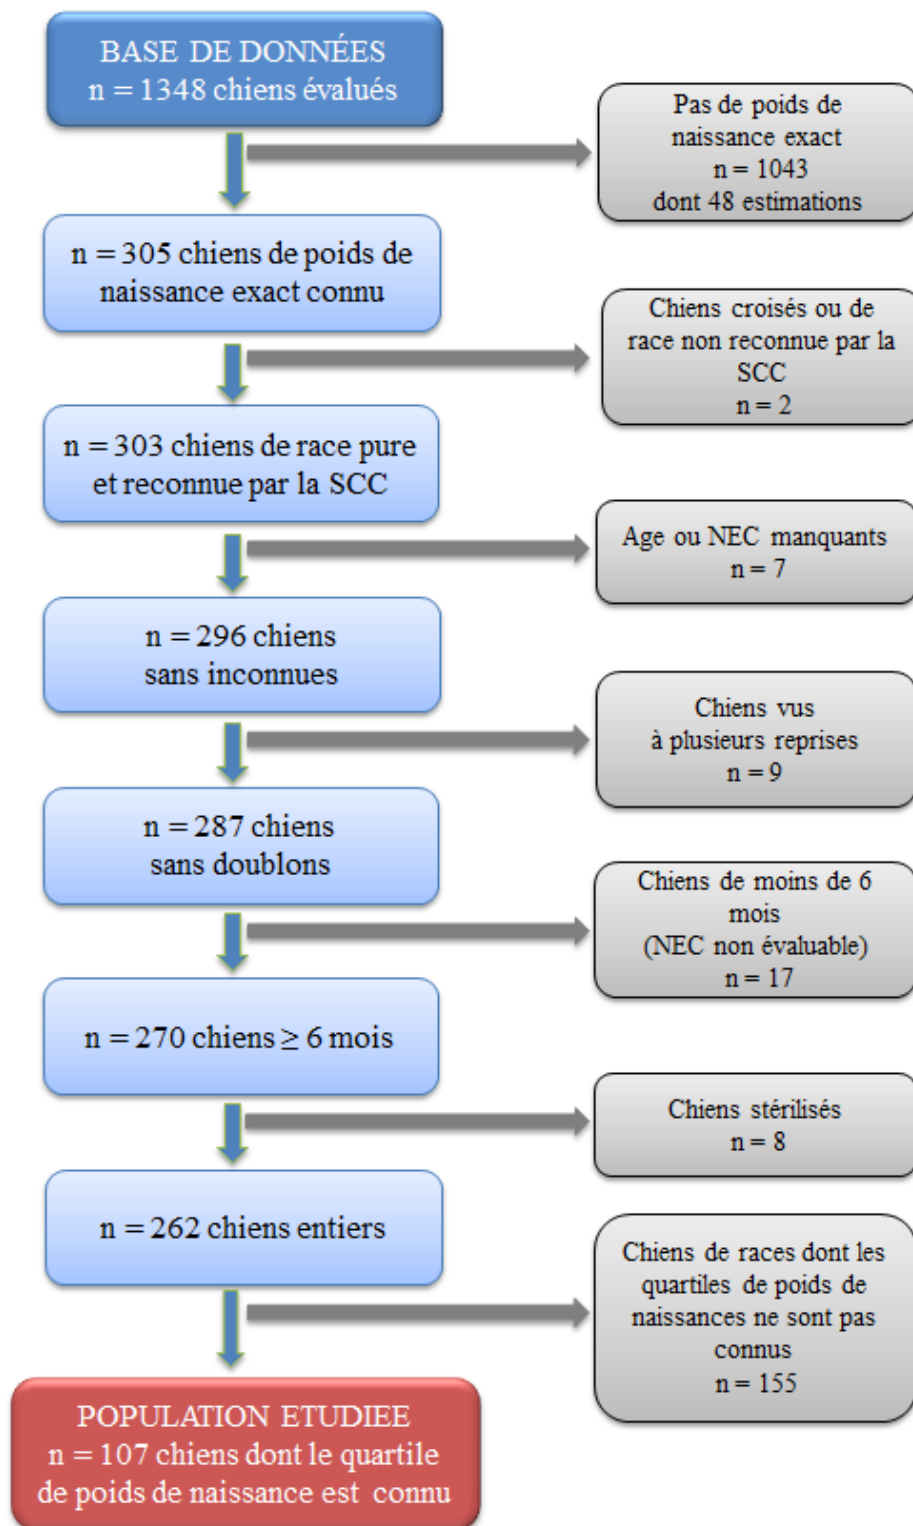 BASE DE DONNÉES
n = 1348 chiens évalués
Pas de poids de
naissance exact
n = 1043
dont 48 estimations
n = 305 chiens de poids de
naissance exact connu
Chiens croisés ou de
race non reconnue par la
SCC
n = 2
n = 303 chiens de race pure
et reconnue par la SCC
Age ou NEC manquants
n = 7
n = 296 chiens
sans inconnues
Chiens vus
à plusieurs reprises
n = 9
n = 287 chiens
sans doublons
Chiens de moins de 6
mois
(NEC non évaluable)
n = 17
n = 270 chiens ≥ 6 mois
Chiens stérilisés
n = 8
n = 262 chiens entiers
Chiens de races dont les
quartiles de poids de
naissances ne sont pas
connus
n = 155
POPULATION ETUDIEE
n = 107 chiens dont le quartile
de poids de naissance est connu